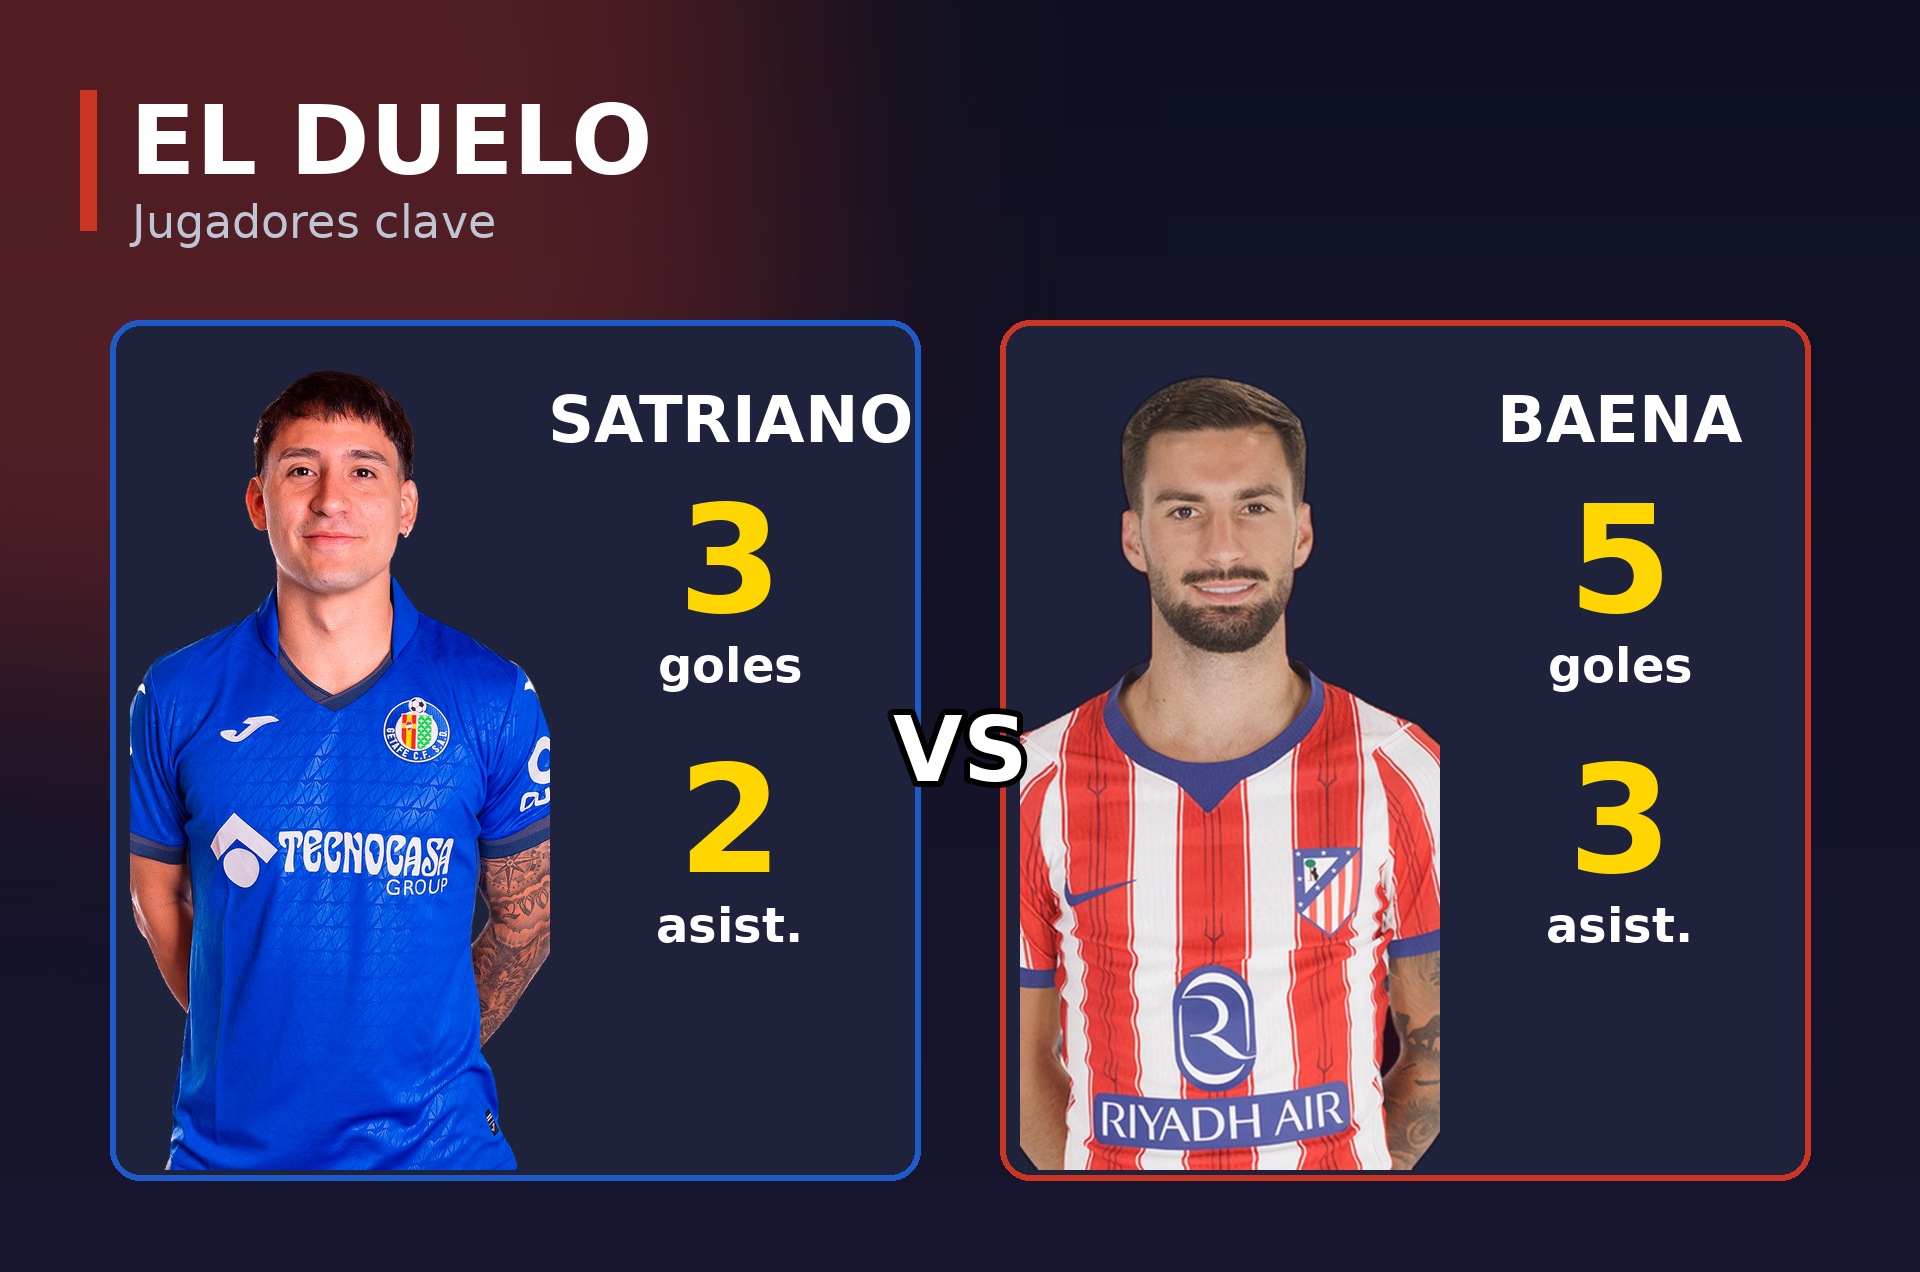 EL DUELO
Jugadores clave
SATRIANO
3
goles
2
asist.
GETAFE C.F. S.A.D.
TECNOCASA
GROUP
VS
BAENA
5
goles
3
asist.
RIYADH AIR